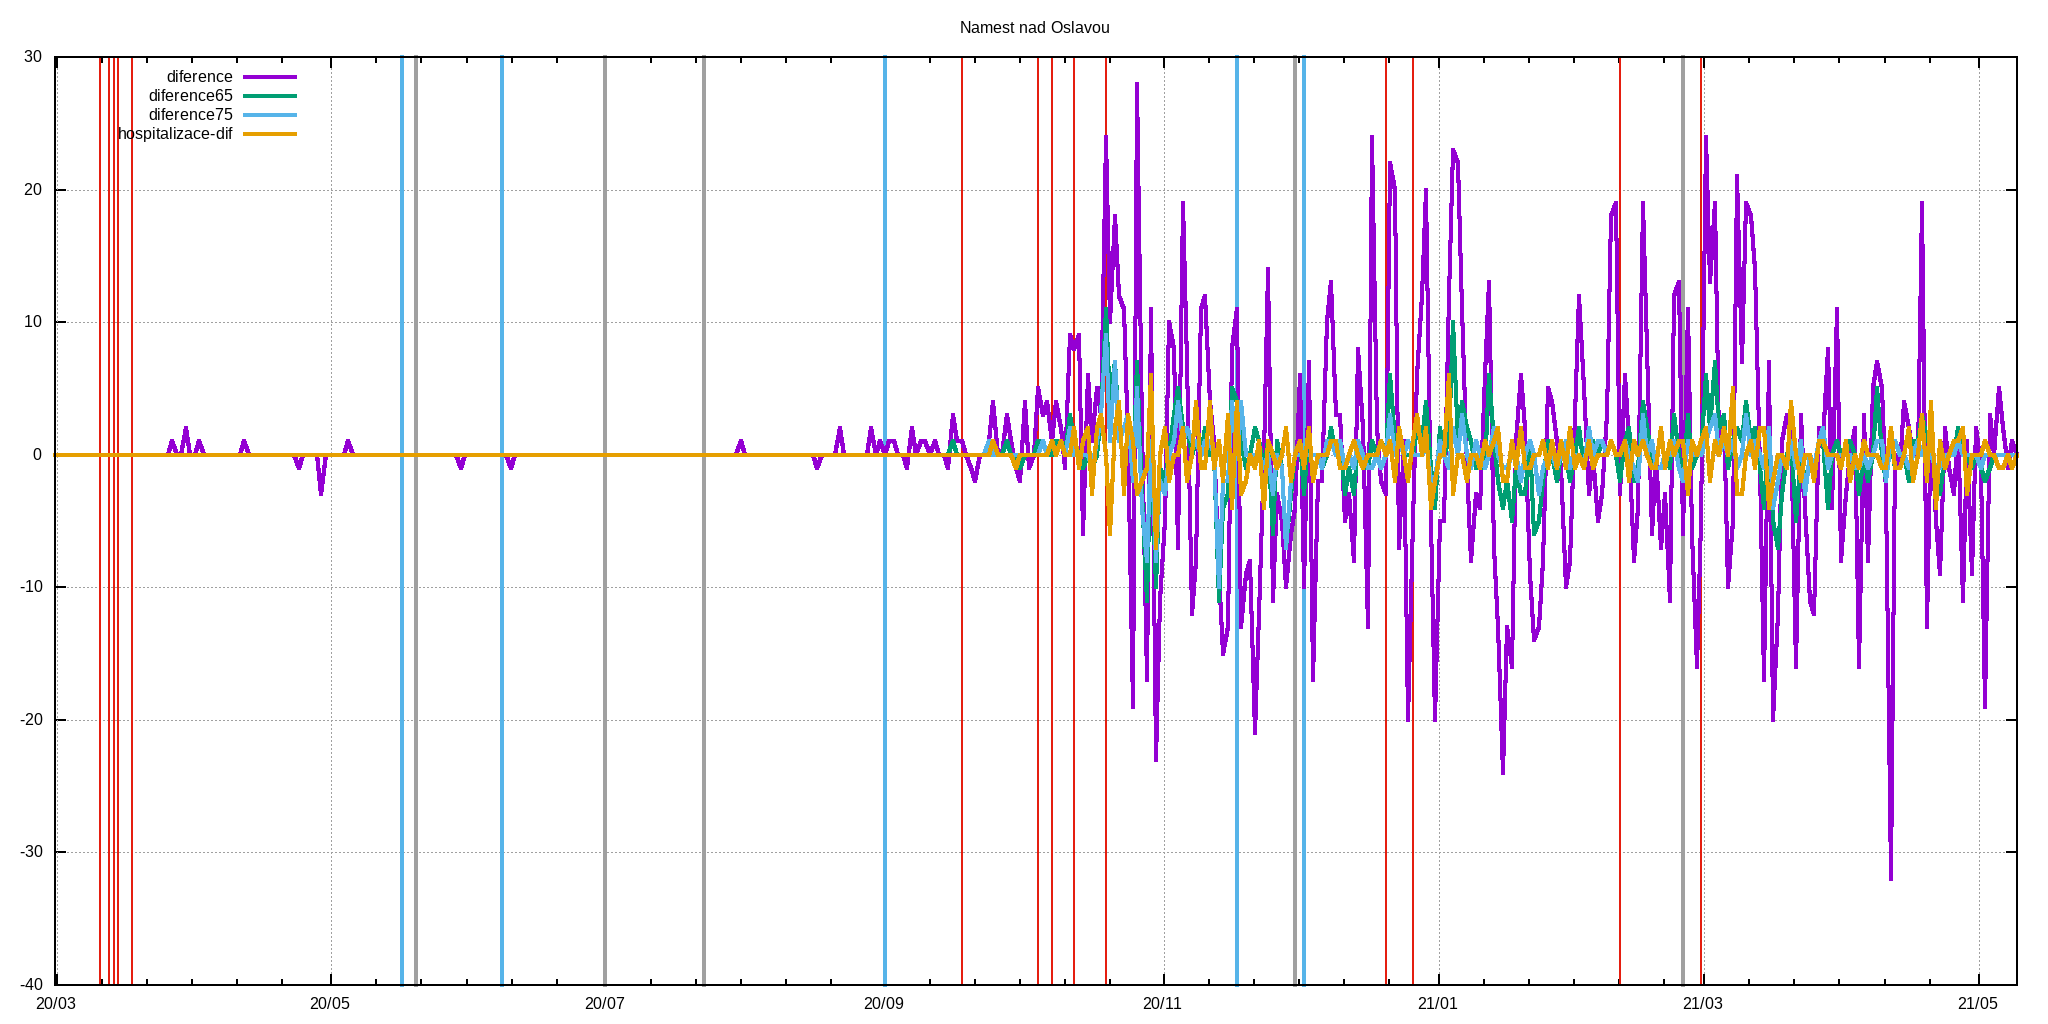 Namest nad Oslavou
30
20
10
0
-10
-20
-30
-40
diference
diference65
diference75
hospitalizace-dif
20/03 20/05 20/07 20/09 20/11 21/01 21/03 21/05